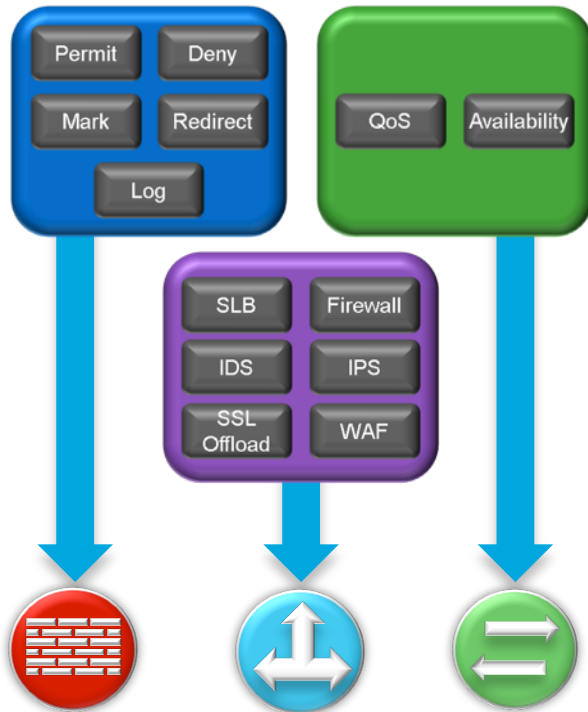 Permit
Deny
Mark
Redirect
Log
QoS
Availability
SLB
Firewall
IDS
IPS
SSL
Offload
WAF